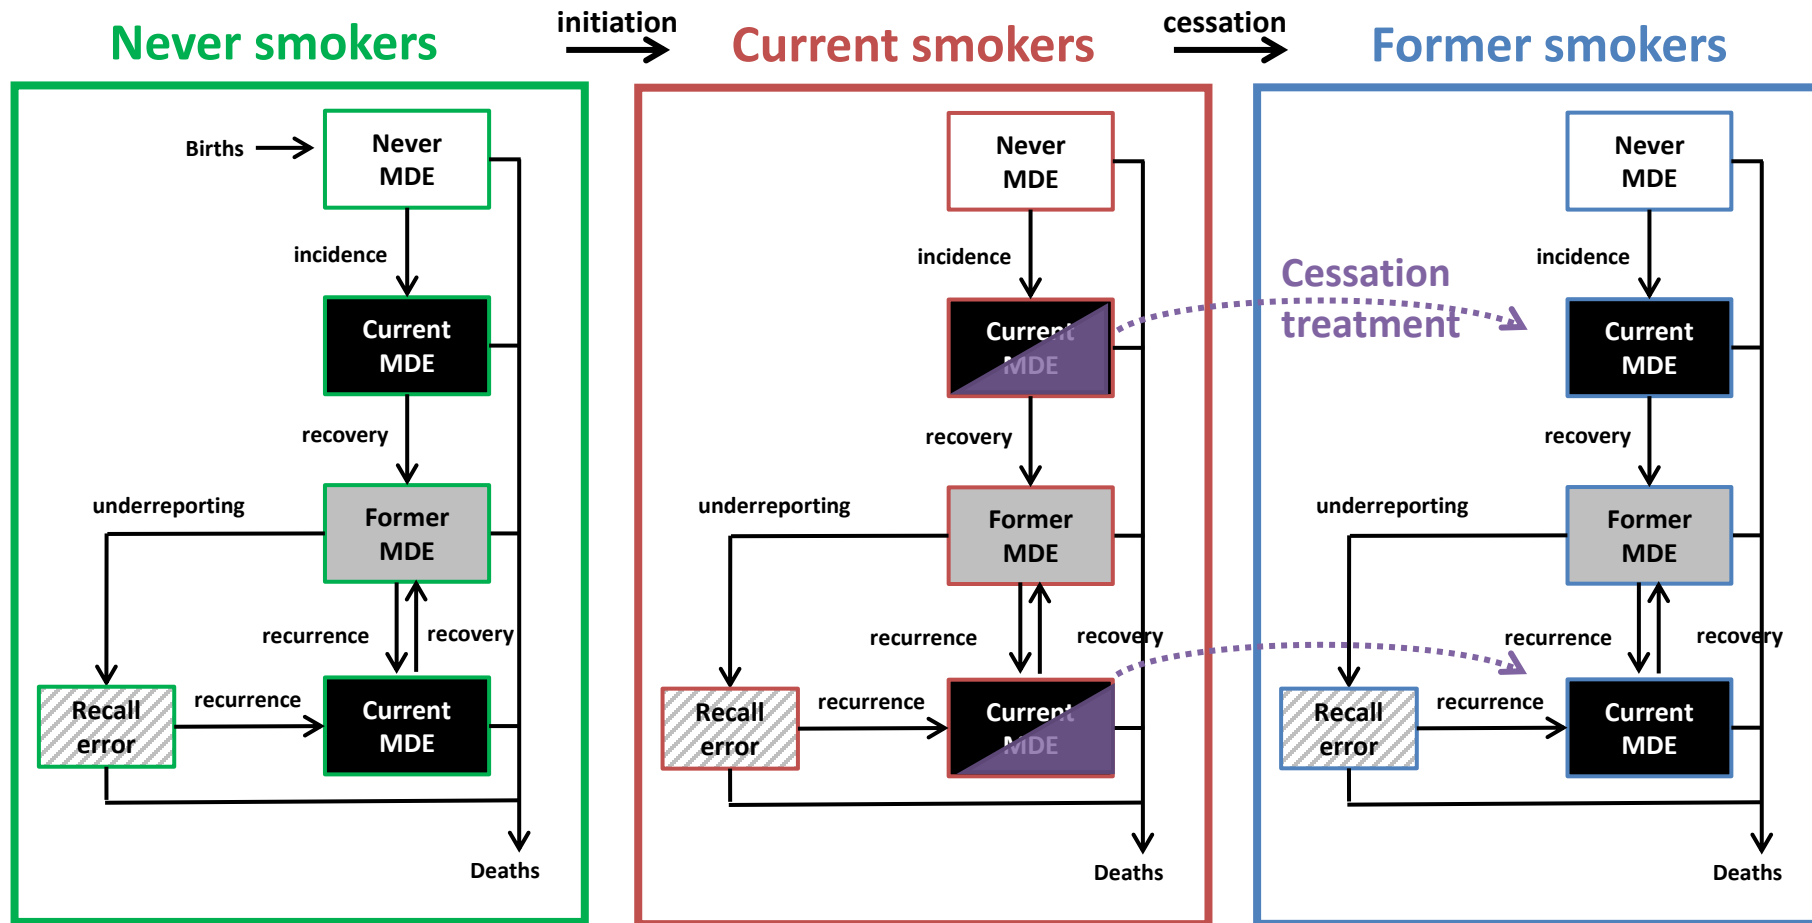 Never smokers
initiation
Current smokers
cessation
Former smokers
Births
Never
MDE
incidence
Current
MDE
recovery
underreporting
Former
MDE
recurrence
recovery
Recall
error
recurrence
Current
MDE
Deaths
Never
MDE
incidence
Current
MDE
recovery
underreporting
Former
MDE
recurrence
recovery
Recall
error
recurrence
Current
MDE
Deaths
Cessation
treatment
Never
MDE
incidence
Current
MDE
recovery
underreporting
Former
MDE
recurrence
recovery
Recall
error
recurrence
Current
MDE
Deaths